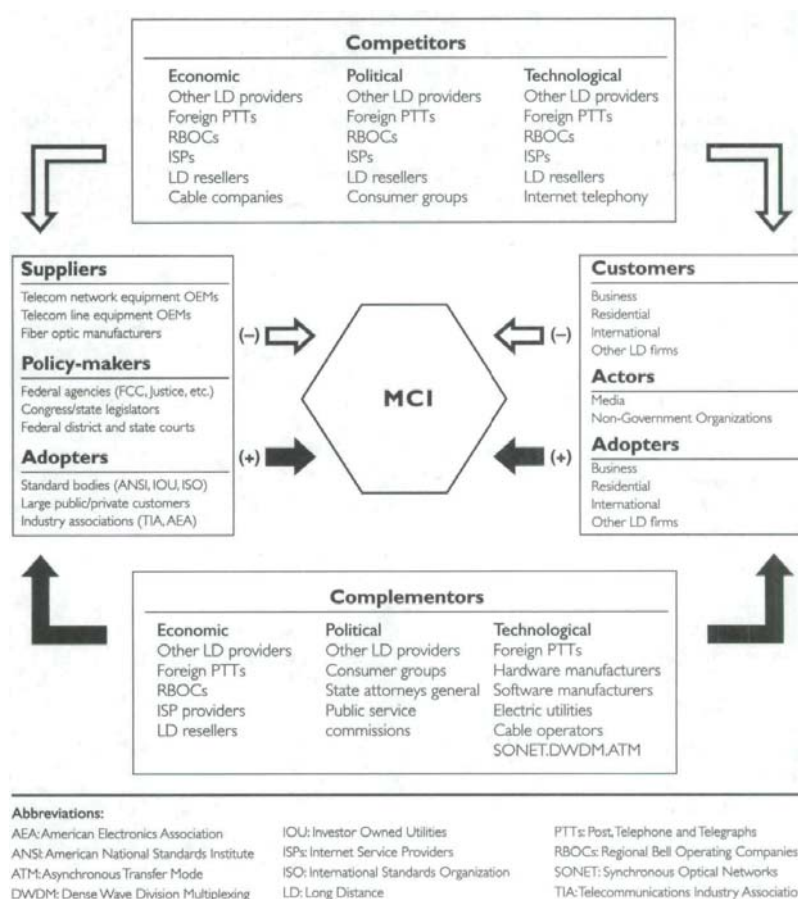 Competitors
Economic
Other LD providers
Foreign PTTs
RBOCs
ISPs
LD resellers
Cable companies
Political
Other LD providers
Foreign PTTs
RBOCs
ISPs
LD resellers
Consumer groups
Technological
Other LD providers
Foreign PTTs
RBOCs
ISPs
LD resellers
Internet telephony
Suppliers
Telecom network equipment OEMs
Telecom line equipment OEMs
Fiber optic manufacturers
Policy-makers
Federal agencies (FCC, Justice, etc.)
Congress/state legislators
Federal district and state courts
Adopters
Standard bodies (ANSI, IOU, ISO)
Large public/private customers
Industry associations (TIA, AEA)
(−)
(+)
MCI
(−)
(+)
Customers
Business
Residential
International
Other LD firms
Actors
Media
Non-Government Organizations
Adopters
Business
Residential
International
Other LD firms
Complementors
Economic
Other LD providers
Foreign PTTs
RBOCs
ISP providers
LD resellers
Political
Other LD providers
Consumer groups
State attorneys general
Public service
commissions
Technological
Foreign PTTs
Hardware manufacturers
Software manufacturers
Electric utilities
Cable operators
SONET.DWDM.ATM
Abbreviations:
AEA: American Electronics Association
ANSI: American National Standards Institute
ATM: Asynchronous Transfer Mode
DWDM: Dense Wave Division Multiplexing
IOU: Investor Owned Utilities
ISPs: Internet Service Providers
ISO: International Standards Organization
LD: Long Distance
PTTs: Post, Telephone and Telegraphs
RBOCs: Regional Bell Operating Companies
SONET: Synchronous Optical Networks
TIA: Telecommunications Industry Associatio